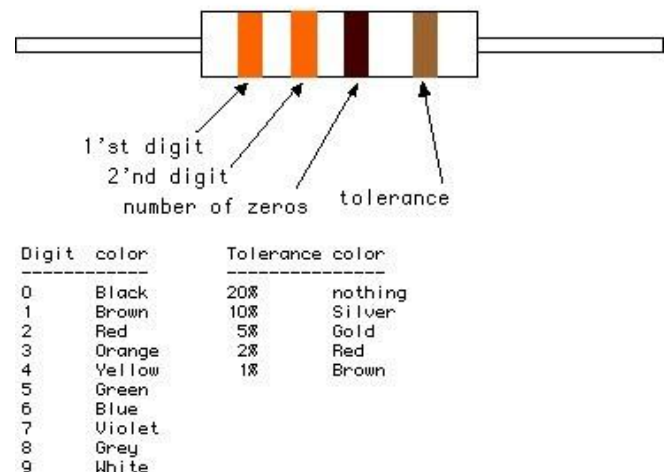 1'st digit
2'nd digit
number of zeros
tolerance
Digit color Tolerance color
------------- ----------------
0 Black 20% nothing
1 Brown 10% Silver
2 Red 5% Gold
3 Orange 2% Red
4 Yellow 1% Brown
5 Green
6 Blue
7 Violet
8 Grey
9 White